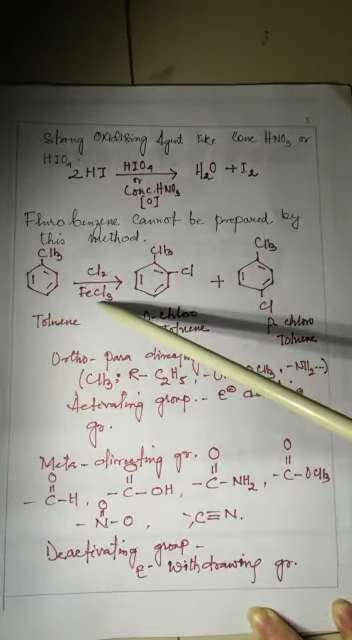 Strong Oxidising Agent like Conc HNO3 or
HIO4
2HI HIO4 or Conc.HNO3 [O] → H2O + I2
Fluro benzene cannot be prepared by
this method.
CH3 CH3 CH3
Cl2 FeCl3 → Cl + Cl
Toluene O-chloro Toluene P-chloro Toluene
Ortho-para
(CH3; R- C2H5, -NH2...)
Activating group. - e⊖
gr.
Meta-directing gr.
O O
-C-H, -C-OH, -C-NH2, -C-OCH3
O O
-N-O, C≡N.
Deactivating group -
E- withdrawing gr.